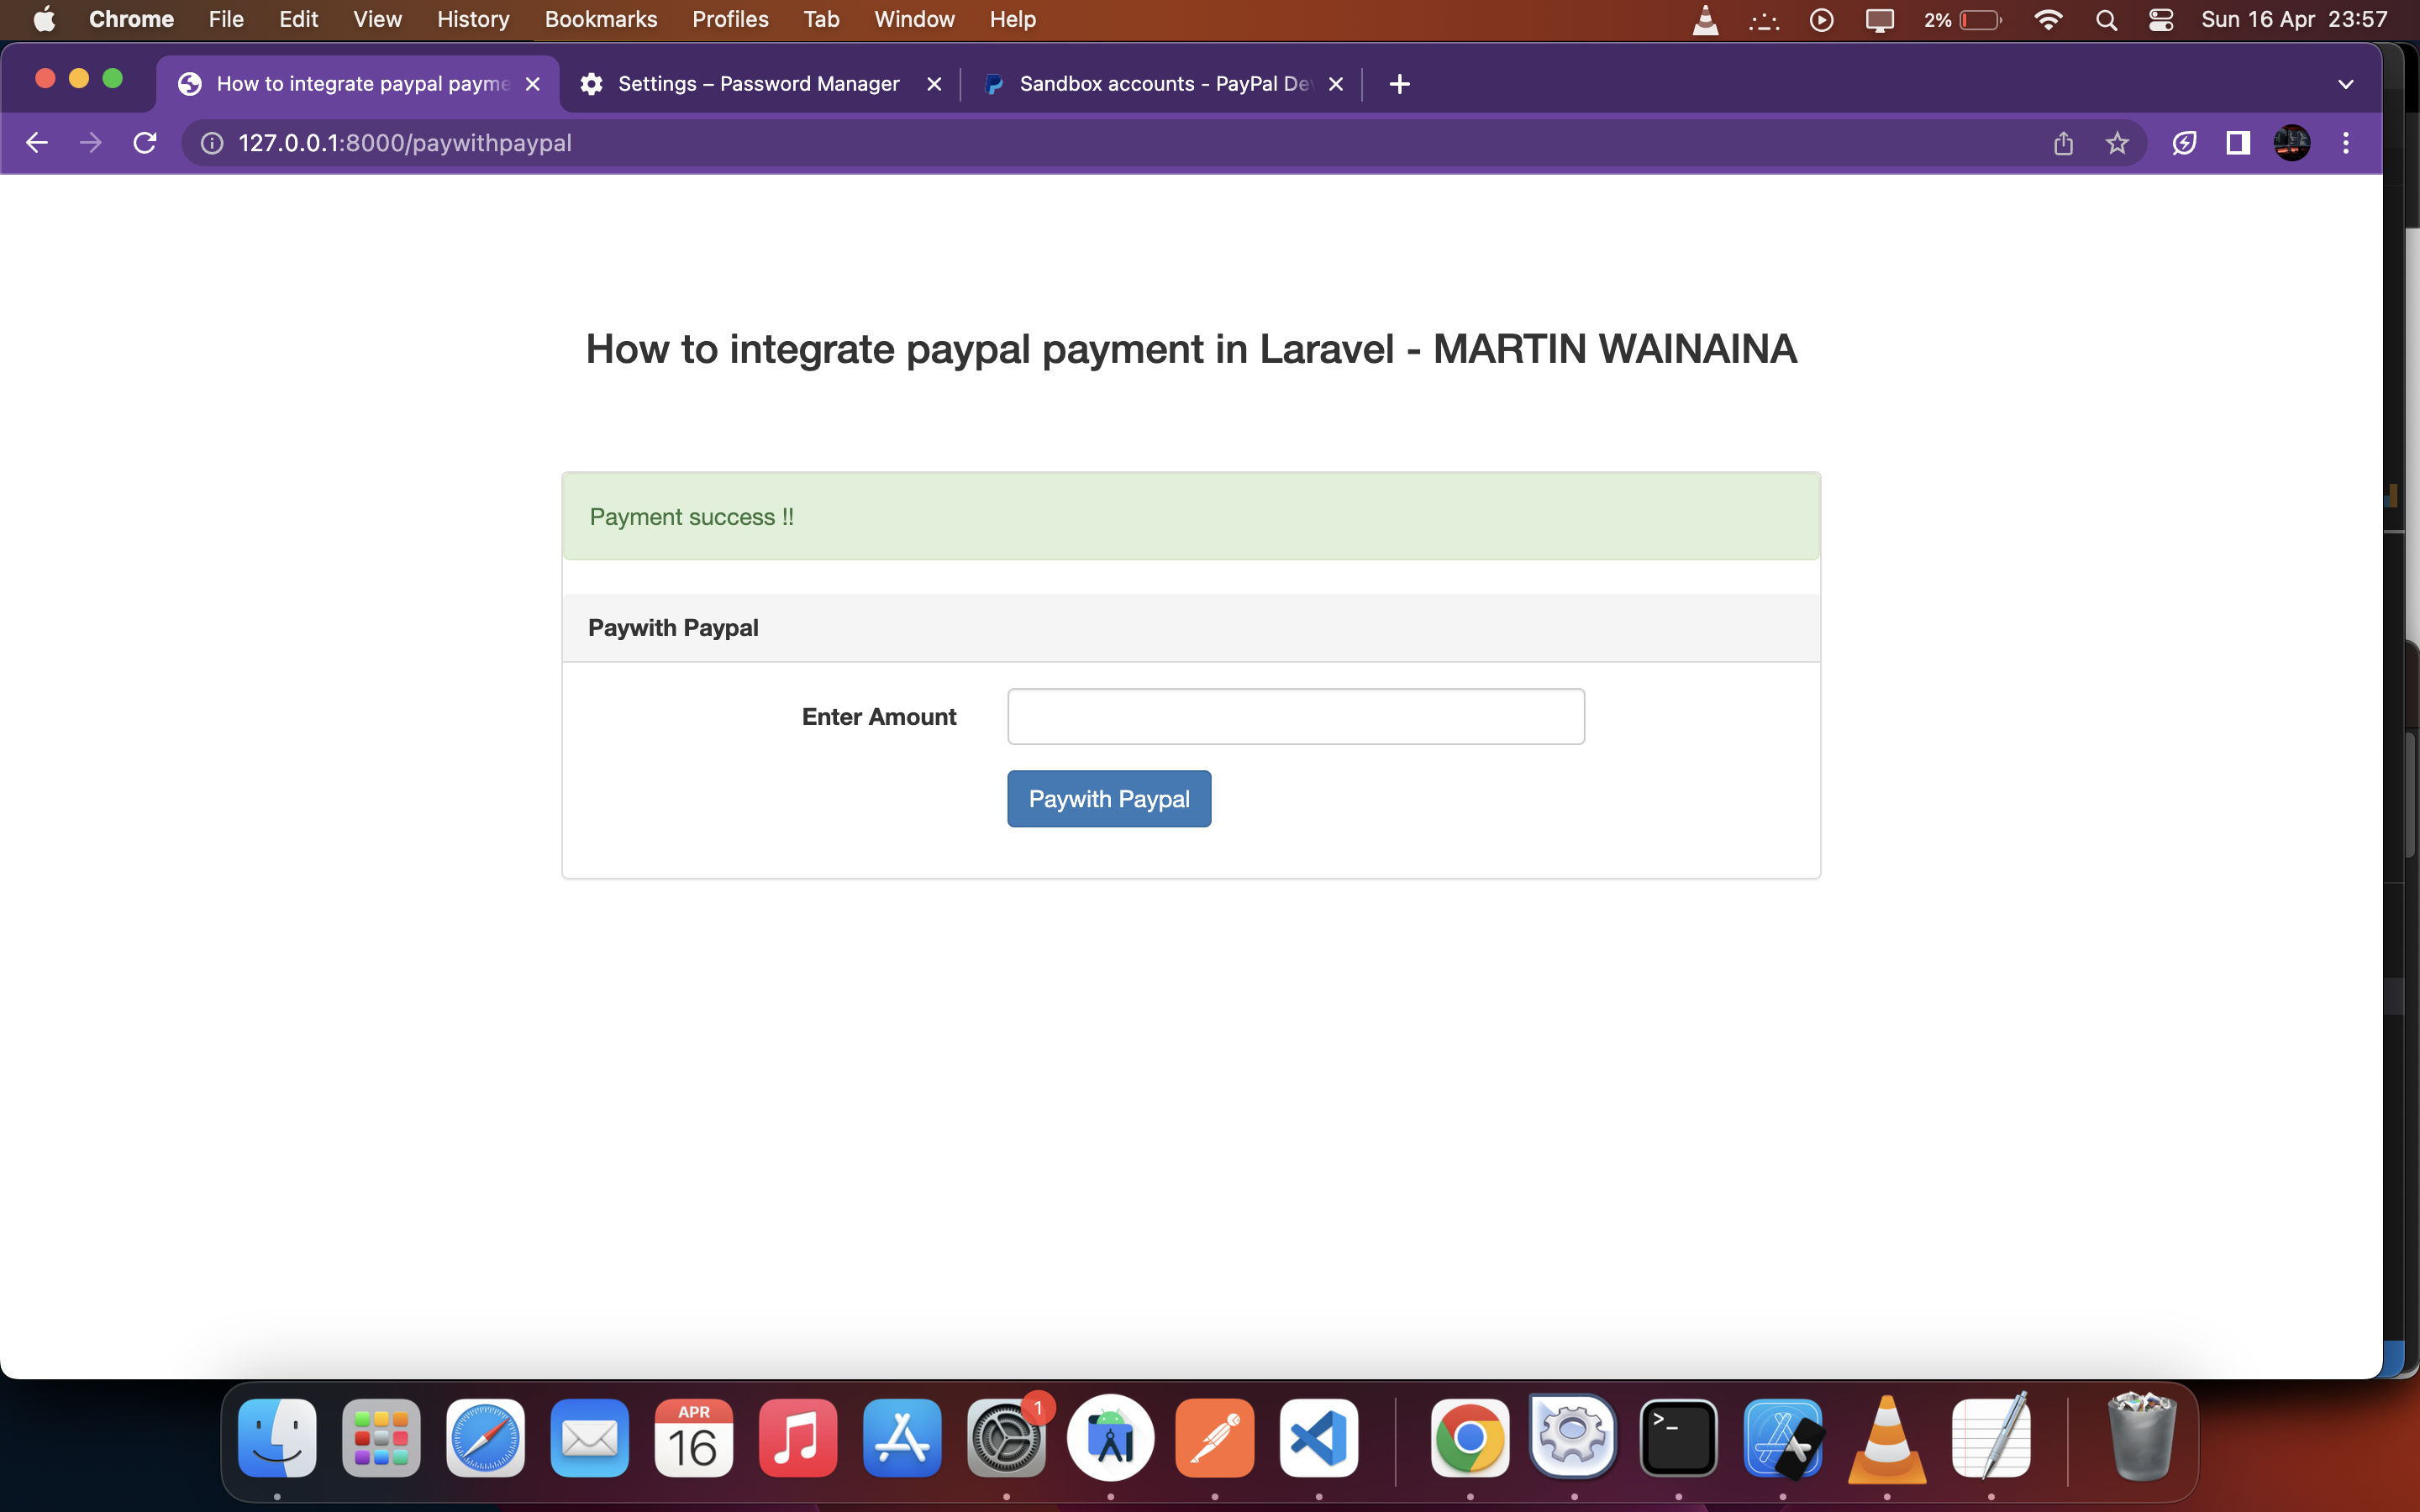 Chrome File Edit View History Bookmarks Profiles Tab Window Help 2% Sun 16 Apr 23:57
How to integrate paypal payme Settings – Password Manager Sandbox accounts - PayPal De
127.0.0.1:8000/paywithpaypal
How to integrate paypal payment in Laravel - MARTIN WAINAINA
Payment success !!
Paywith Paypal
Enter Amount
Paywith Paypal
APR
16
1
>_